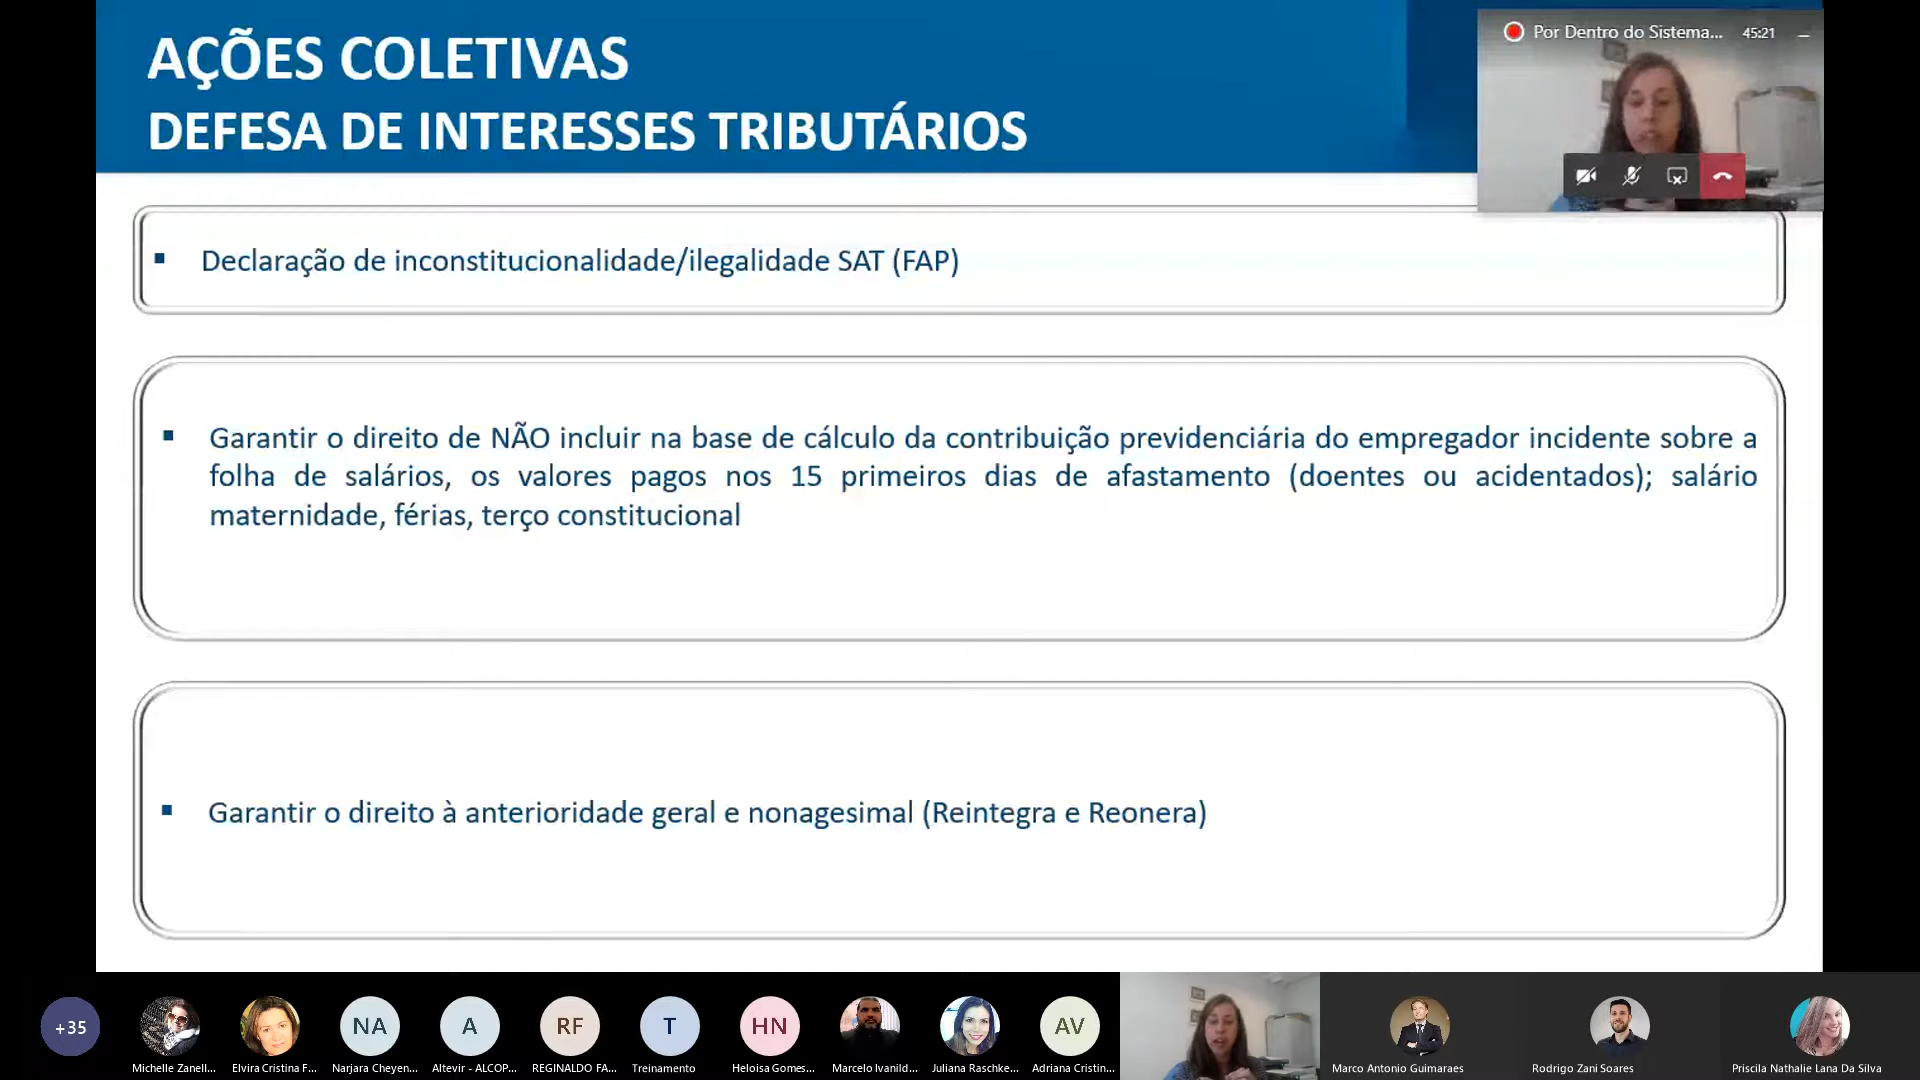 AÇÕES COLETIVAS
DEFESA DE INTERESSES TRIBUTÁRIOS
Por Dentro do Sistema...
45:21
▪ Declaração de inconstitucionalidade/ilegalidade SAT (FAP)
▪ Garantir o direito de NÃO incluir na base de cálculo da contribuição previdenciária do empregador incidente sobre a
folha de salários, os valores pagos nos 15 primeiros dias de afastamento (doentes ou acidentados); salário
maternidade, férias, terço constitucional
▪ Garantir o direito à anterioridade geral e nonagesimal (Reintegra e Reonera)
+35
NA
A
RF
T
HN
AV
Michelle Zanell...
Elvira Cristina F...
Narjara Cheyen...
Altevir - ALCOP...
REGINALDO FA...
Treinamento
Heloisa Gomes...
Marcelo Ivanild...
Juliana Raschke...
Adriana Cristin...
Marco Antonio Guimaraes
Rodrigo Zani Soares
Priscila Nathalie Lana Da Silva